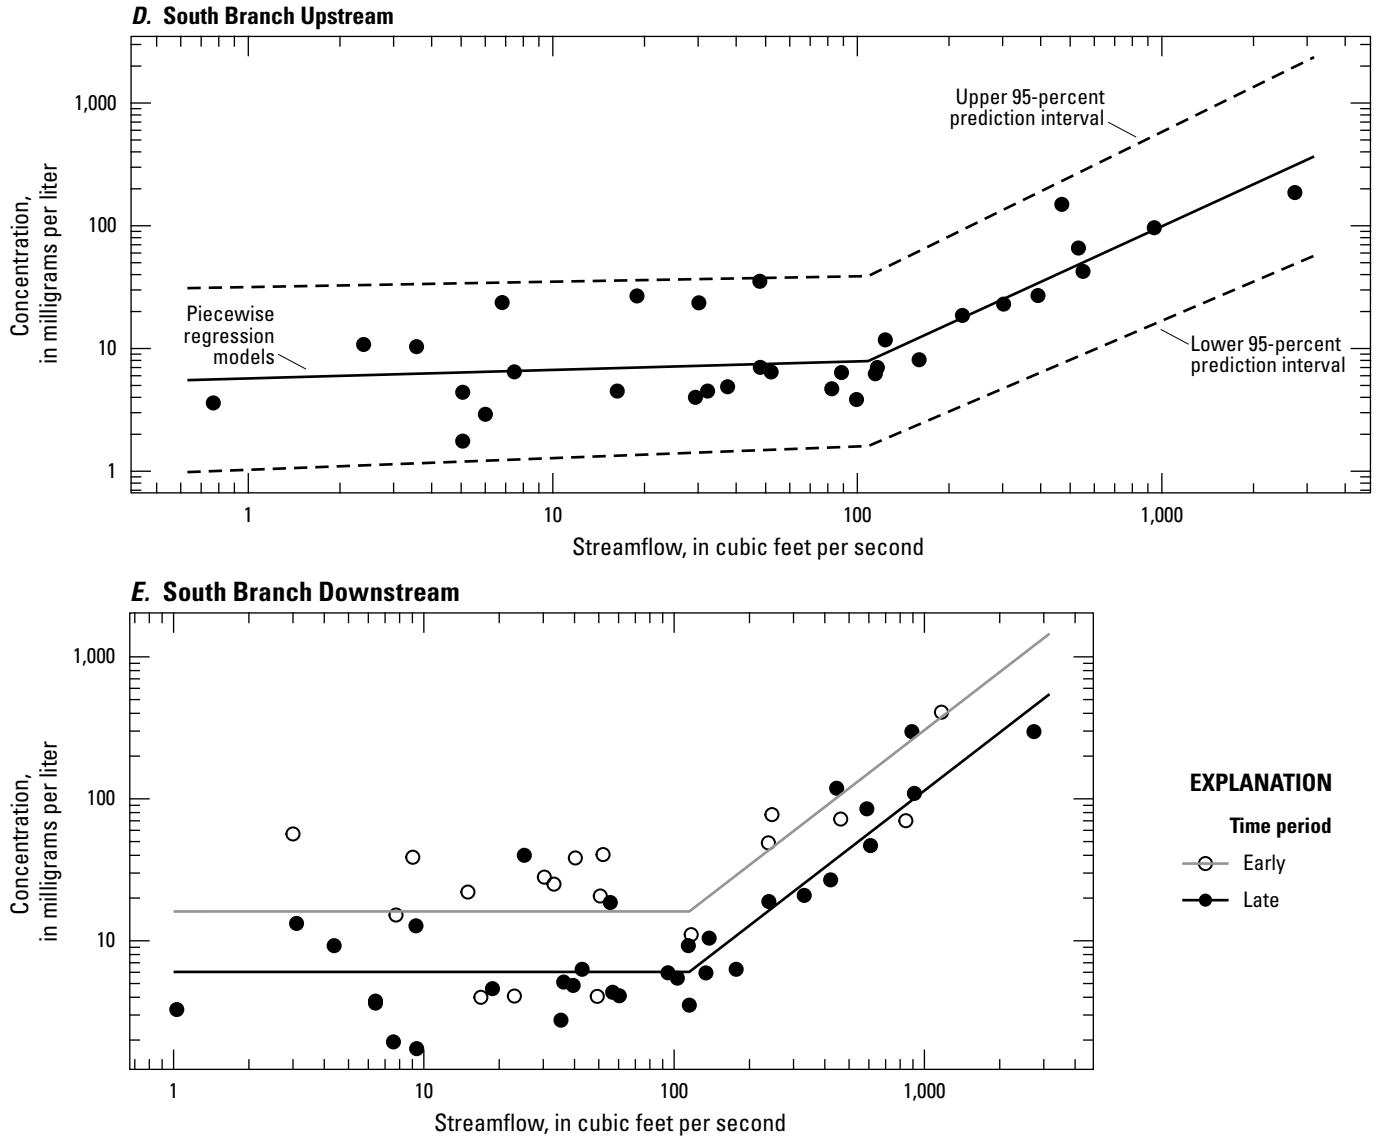 D. South Branch Upstream
Upper 95-percent
prediction interval
Piecewise
regression
models
Lower 95-percent
prediction interval
Concentration,
in milligrams per liter
1,000
100
10
1
1
10
100
1,000
Streamflow, in cubic feet per second
E. South Branch Downstream
Concentration,
in milligrams per liter
1,000
100
10
1
10
100
1,000
Streamflow, in cubic feet per second
EXPLANATION
Time period
Early
Late